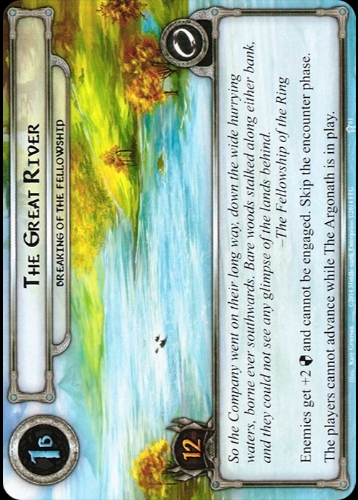 1B
THE GREAT RIVER
BREAKING OF THE FELLOWSHIP
12
So the Company went on their long way, down the wide hurrying
waters, borne ever southwards. Bare woods stalked along either bank,
and they could not see any glimpse of the lands behind.
–The Fellowship of the Ring
Enemies get +2 and cannot be engaged. Skip the encounter phase.
The players cannot advance while The Argonath is in play.
Illus. Kurt Grierson ©2014 Middle-earth Enterprises ©2014 FFG